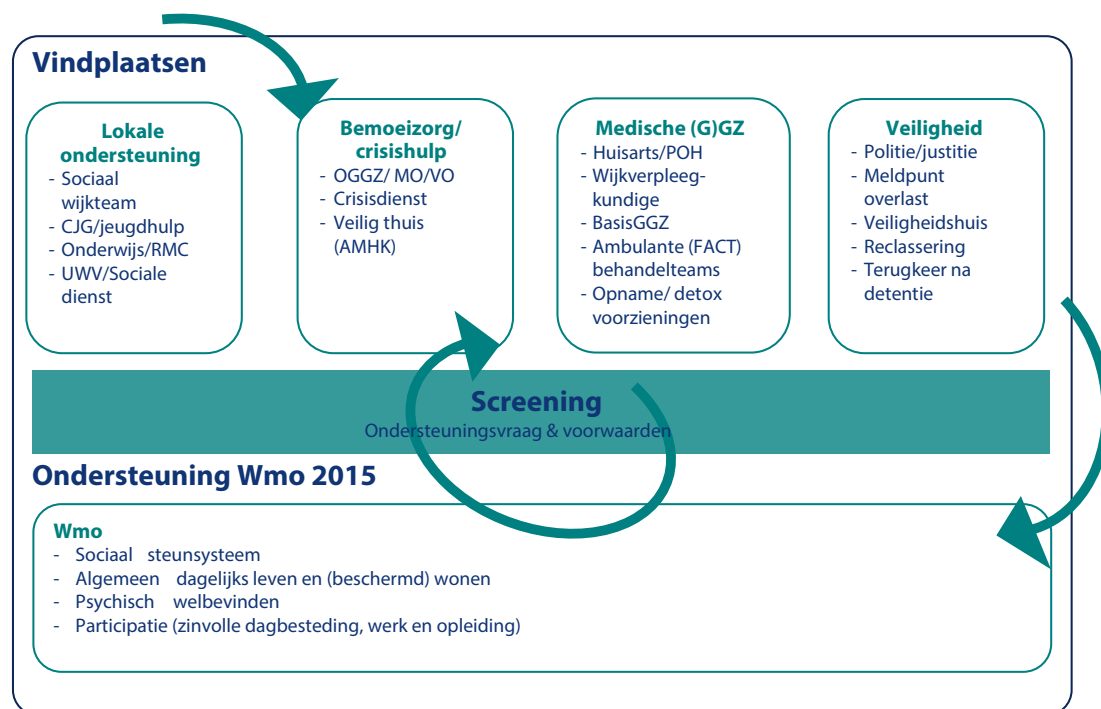 Vindplaatsen
Lokale
ondersteuning
- Sociaal
wijkteam
- CJG/jeugdhulp
- Onderwijs/RMC
- UWV/Sociale
dienst
Bemoeizorg/
crisishulp
- OGGZ/ MO/VO
- Crisisdienst
- Veilig thuis
(AMHK)
Medische (G)GZ
- Huisarts/POH
- Wijkverpleeg-
kundige
- BasisGGZ
- Ambulante (FACT)
behandelteams
- Opname/ detox
voorzieningen
Veiligheid
- Politie/justitie
- Meldpunt
overlast
- Veiligheidshuis
- Reclassering
- Terugkeer na
detentie
Screening
Ondersteuningsvraag & voorwaarden
Ondersteuning Wmo 2015
Wmo
- Sociaal steunsysteem
- Algemeen dagelijks leven en (beschermd) wonen
- Psychisch welbevinden
- Participatie (zinvolle dagbesteding, werk en opleiding)